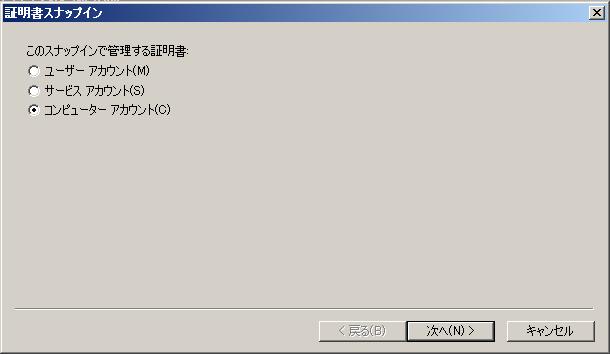 証明書スナップイン
このスナップインで管理する証明書:
ユーザー アカウント(M)
サービス アカウント(S)
コンピューター アカウント(C)
< 戻る(B) 次へ(N) > キャンセル